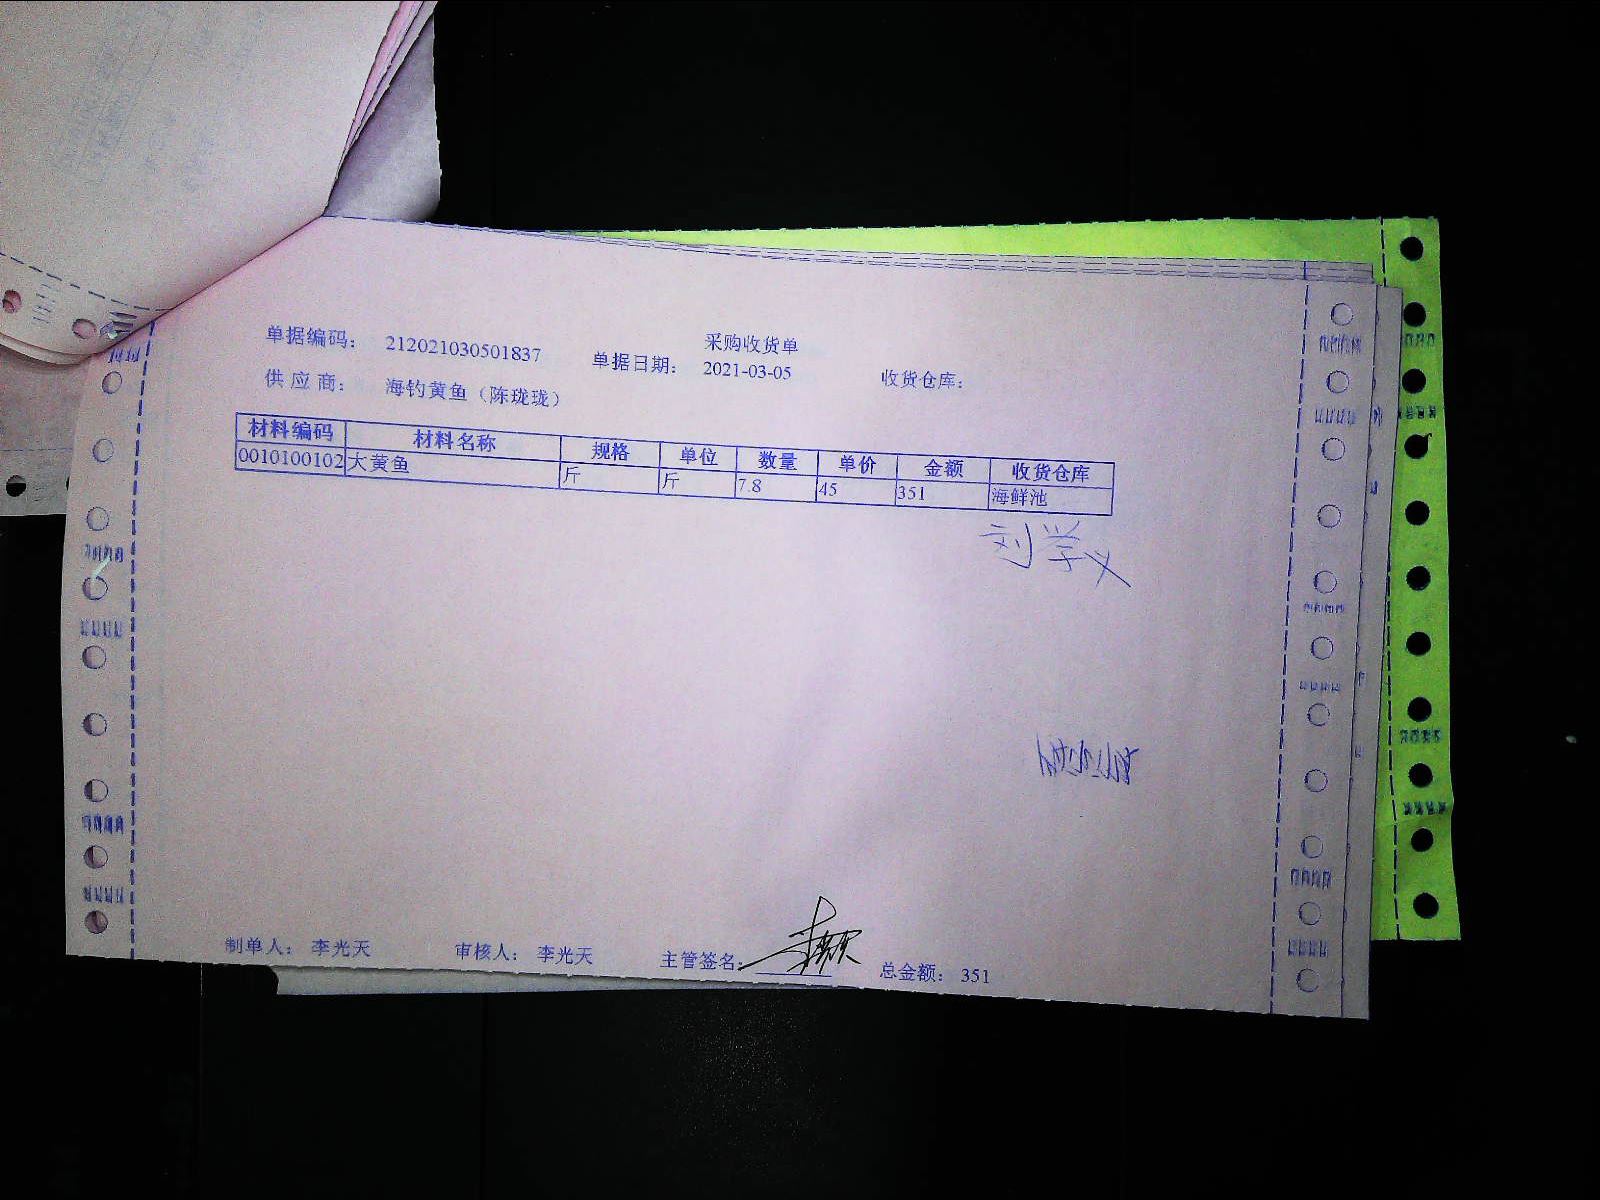 采购收货单
单据编码： 212021030501837 单据日期： 2021-03-05 收货仓库：
供 应 商： 海钓黄鱼（陈珑珑）
材料编码 材料名称 规格 单位 数量 单价 金额 收货仓库
0010100102 大黄鱼 斤 斤 7.8 45 351 海鲜池
刘学义
制单人： 李光天 审核人： 李光天 主管签名： 总金额： 351